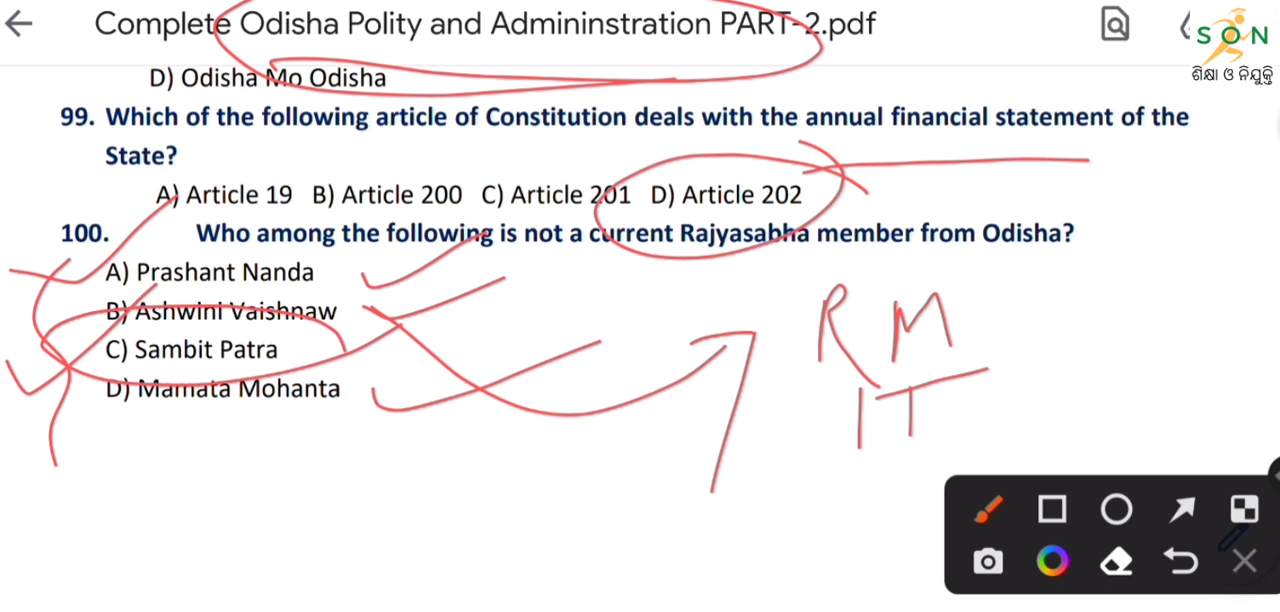 Complete Odisha Polity and Admininstration PART-2.pdf
SON
ଶିକ୍ଷା ଓ ନିଯୁକ୍ତି
D) Odisha Mo Odisha
99. Which of the following article of Constitution deals with the annual financial statement of the
State?
A) Article 19 B) Article 200 C) Article 201 D) Article 202
100. Who among the following is not a current Rajyasabha member from Odisha?
A) Prashant Nanda
B) Ashwini Vaishnaw
C) Sambit Patra
D) Mamata Mohanta
RM
IT